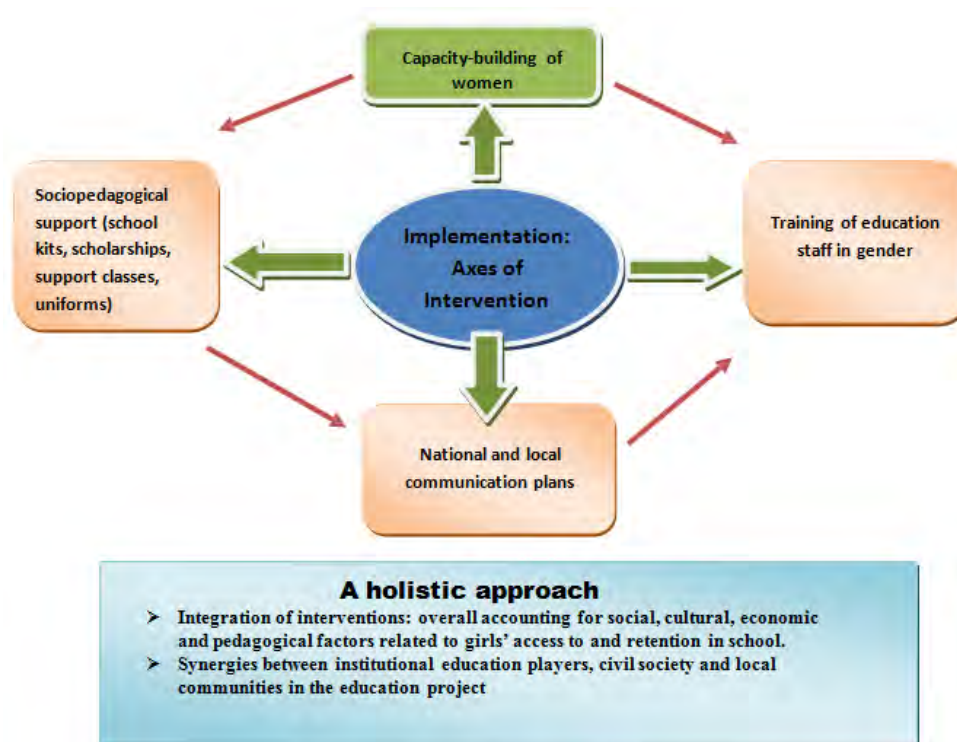 Capacity-building of
women
Sociopedagogical
support (school
kits, scholarships,
support classes,
uniforms)
Implementation:
Axes of
Intervention
Training of education
staff in gender
National and local
communication plans
A holistic approach
➢ Integration of interventions: overall accounting for social, cultural, economic
and pedagogical factors related to girls' access to and retention in school.
➢ Synergies between institutional education players, civil society and local
communities in the education project